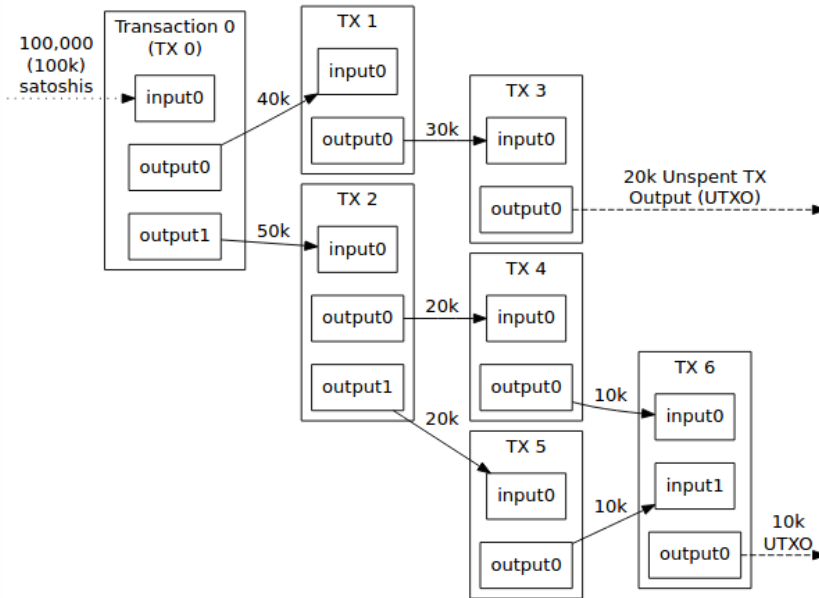 100,000
(100k)
satoshis
Transaction 0
(TX 0)
input0
output0
output1
40k
50k
TX 1
input0
output0
30k
TX 2
input0
output0
output1
20k
20k
TX 3
input0
output0
20k Unspent TX
Output (UTXO)
TX 4
input0
output0
10k
TX 5
input0
output0
10k
TX 6
input0
input1
output0
10k
UTXO